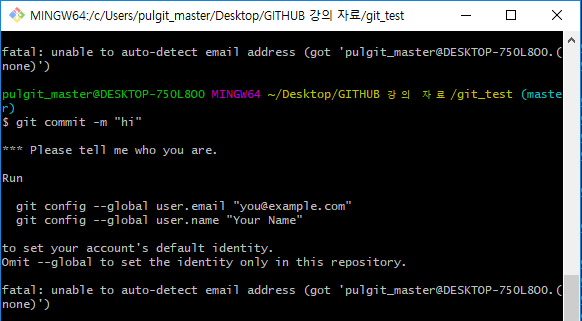 MINGW64:/c/Users/pulgit_master/Desktop/GITHUB 강의 자료/git_test
fatal: unable to auto-detect email address (got 'pulgit_master@DESKTOP-750L8OO.(
none)')
pulgit_master@DESKTOP-750L8OO MINGW64 ~/Desktop/GITHUB 강의 자료/git_test (maste
r)
$ git commit -m "hi"
*** Please tell me who you are.
Run
git config --global user.email "you@example.com"
git config --global user.name "Your Name"
to set your account's default identity.
Omit --global to set the identity only in this repository.
fatal: unable to auto-detect email address (got 'pulgit_master@DESKTOP-750L8OO.(
none)')